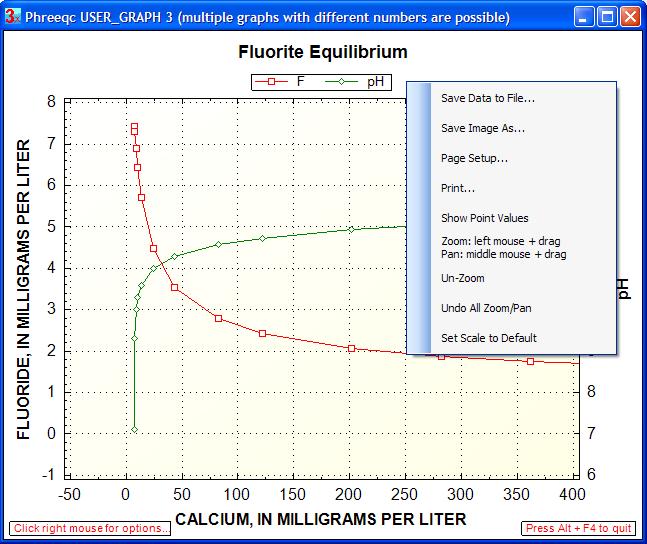 Phreeqc USER_GRAPH 3 (multiple graphs with different numbers are possible)
Fluorite Equilibrium
F
pH
Save Data to File...
Save Image As...
Page Setup...
Print...
Show Point Values
Zoom: left mouse + drag
Pan: middle mouse + drag
Un-Zoom
Undo All Zoom/Pan
Set Scale to Default
FLUORIDE, IN MILLIGRAMS PER LITER
8
7
6
5
4
3
2
1
0
-1
pH
8
7
6
-50
0
50
100
150
200
250
300
350
400
CALCIUM, IN MILLIGRAMS PER LITER
Click right mouse for options...
Press Alt + F4 to quit